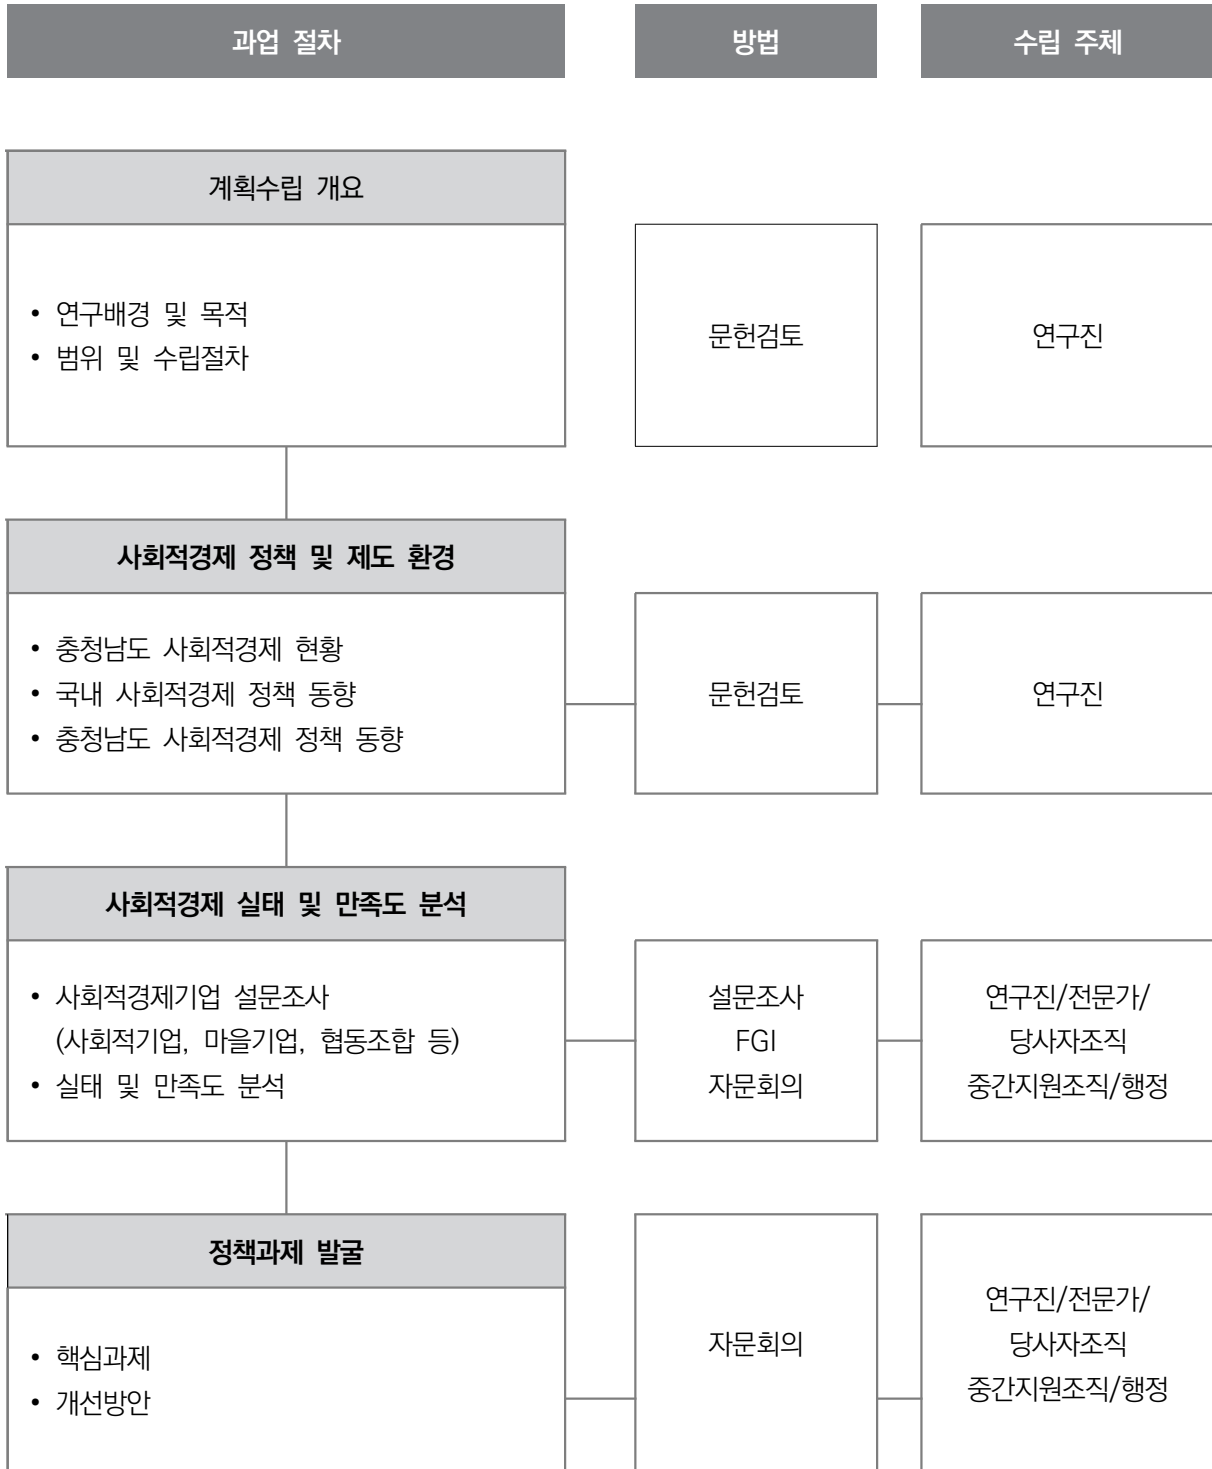 과업 절차
방법
수립 주체
계획수립 개요
• 연구배경 및 목적
• 범위 및 수립절차
문헌검토
연구진
사회적경제 정책 및 제도 환경
• 충청남도 사회적경제 현황
• 국내 사회적경제 정책 동향
• 충청남도 사회적경제 정책 동향
문헌검토
연구진
사회적경제 실태 및 만족도 분석
• 사회적경제기업 설문조사
(사회적기업, 마을기업, 협동조합 등)
• 실태 및 만족도 분석
설문조사
FGI
자문회의
연구진/전문가/
당사자조직
중간지원조직/행정
정책과제 발굴
• 핵심과제
• 개선방안
자문회의
연구진/전문가/
당사자조직
중간지원조직/행정